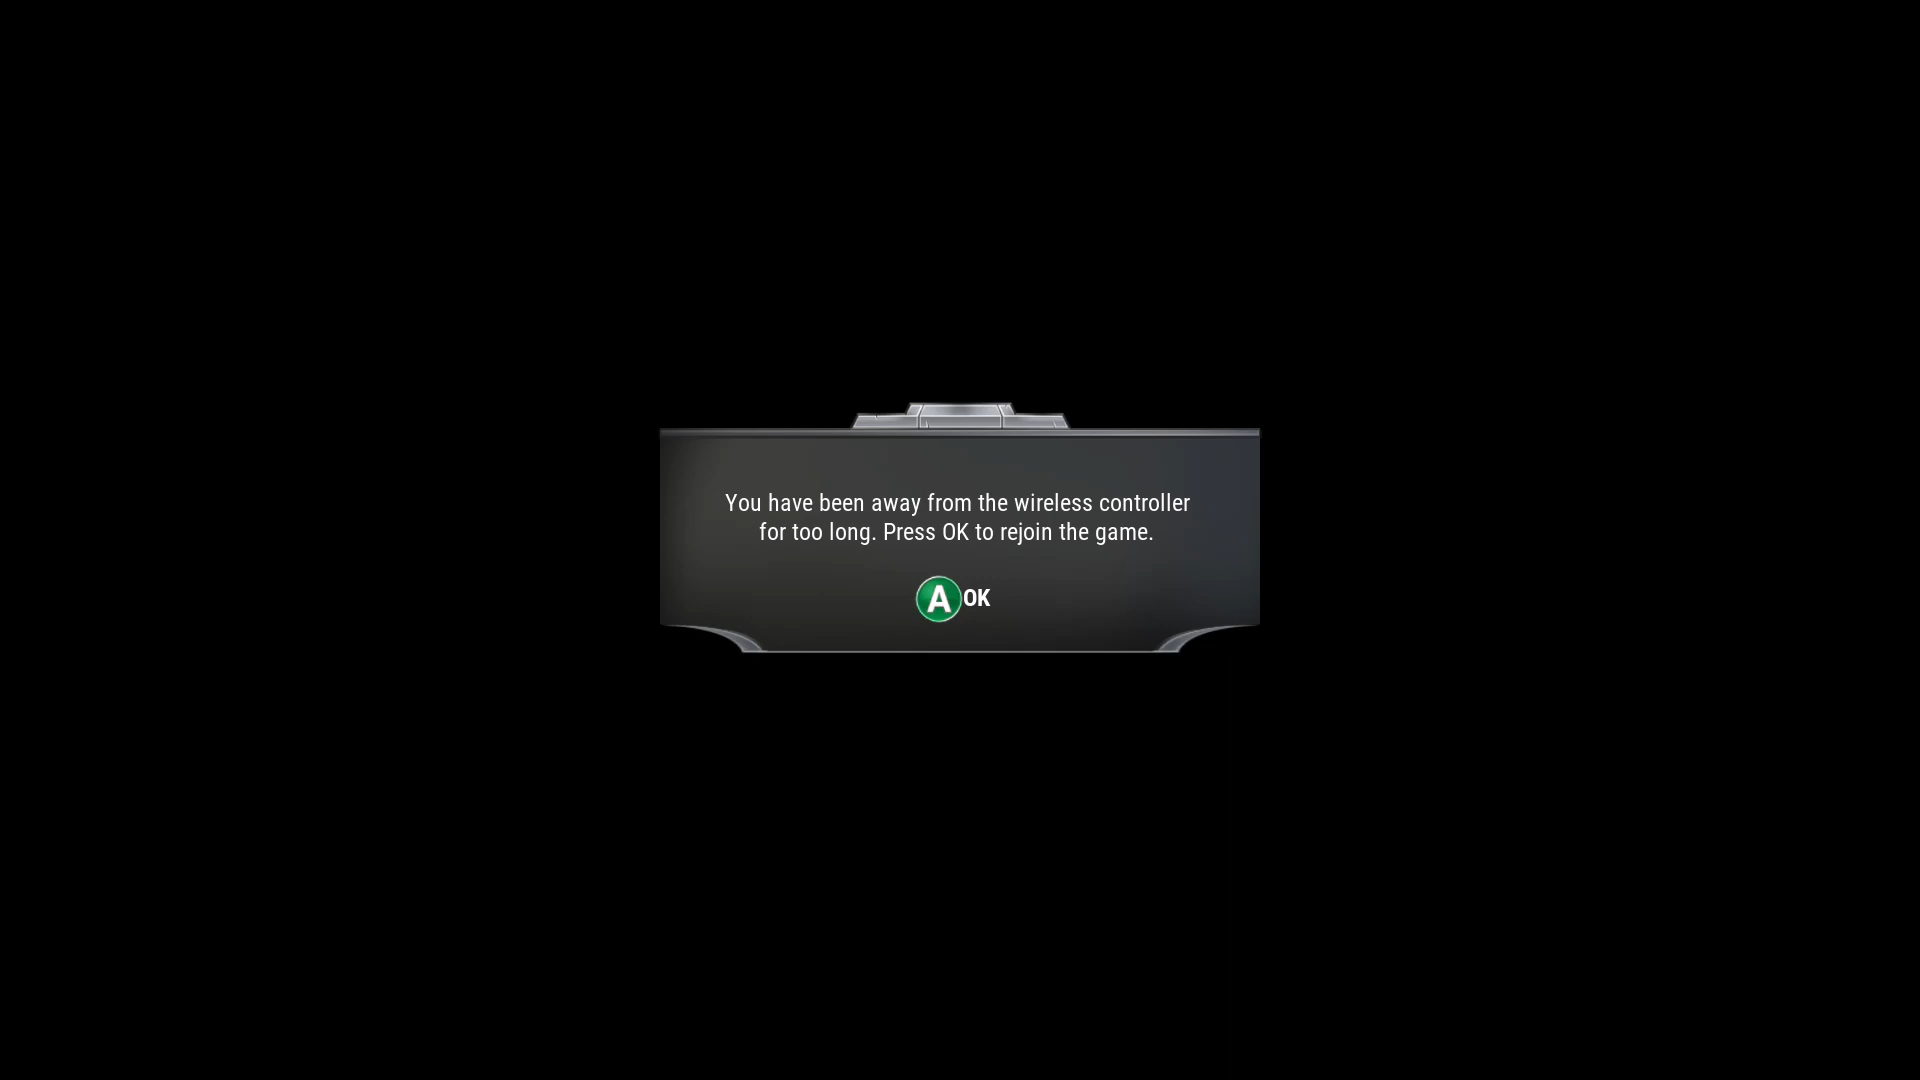 You have been away from the wireless controller
for too long. Press OK to rejoin the game.
A OK